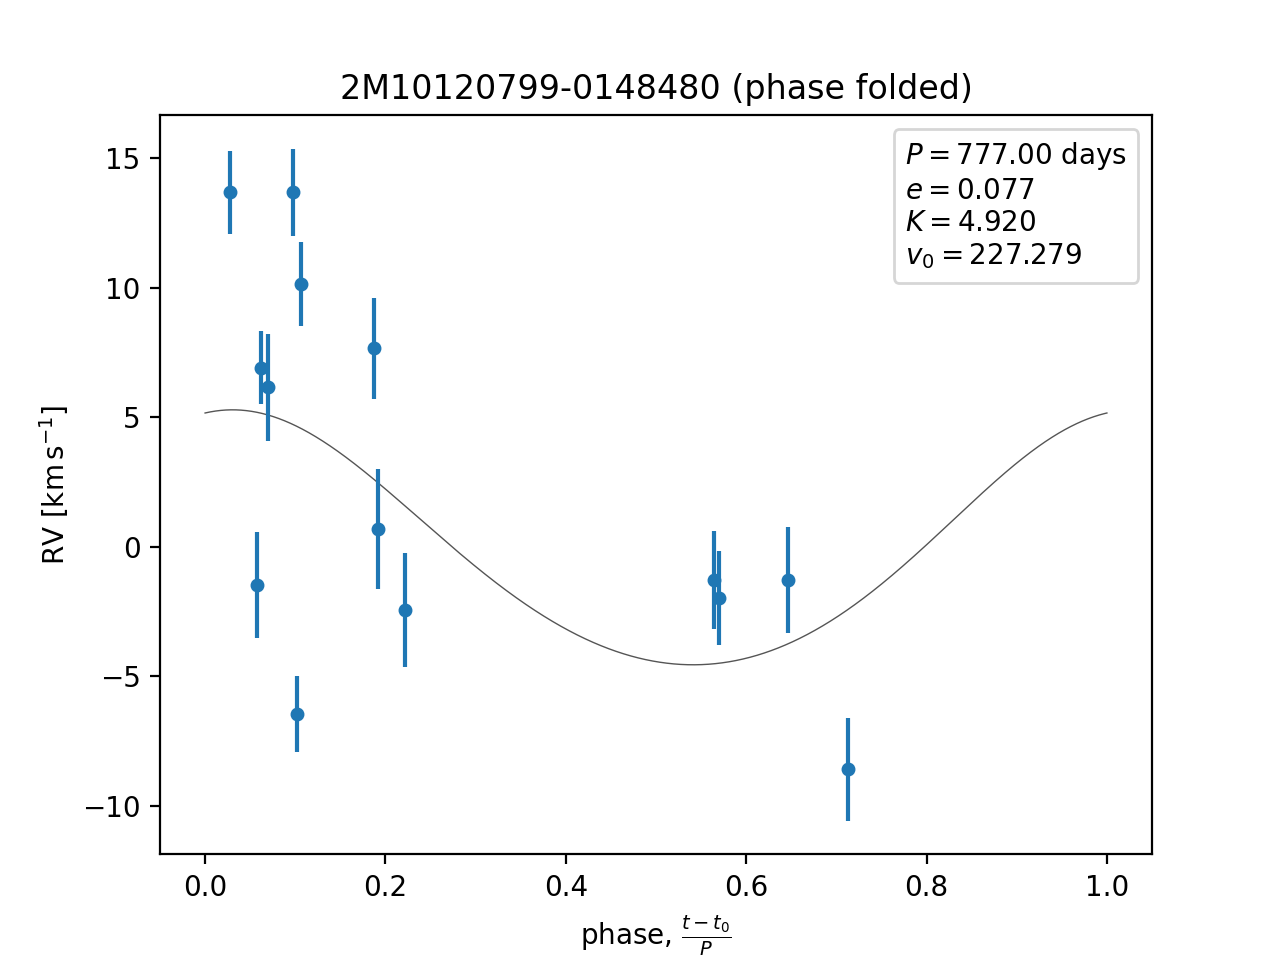 2M10120799-0148480 (phase folded)
P = 777.00 days
e = 0.077
K = 4.920
v₀ = 227.279
15
10
5
0
−5
−10
RV [km s⁻¹]
0.0 0.2 0.4 0.6 0.8 1.0
phase, (t − t₀)/P